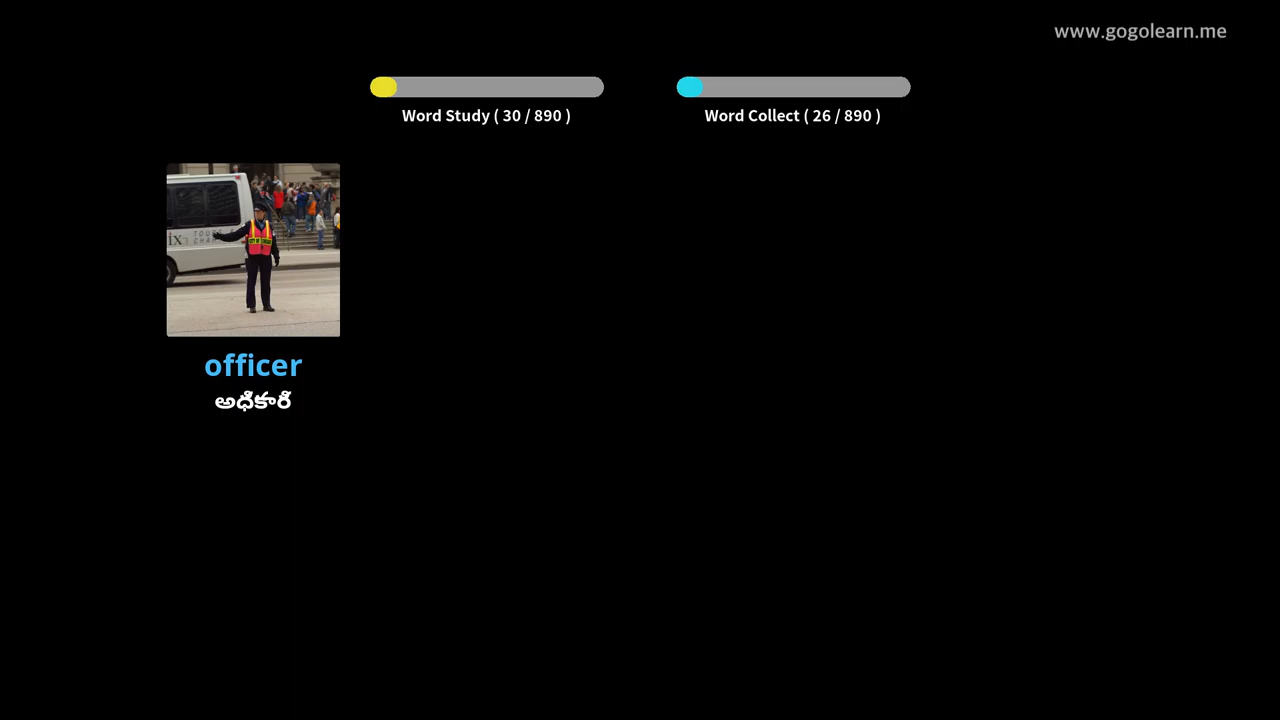 www.gogolearn.me
Word Study ( 30 / 890 )
Word Collect ( 26 / 890 )
officer
అధికారి